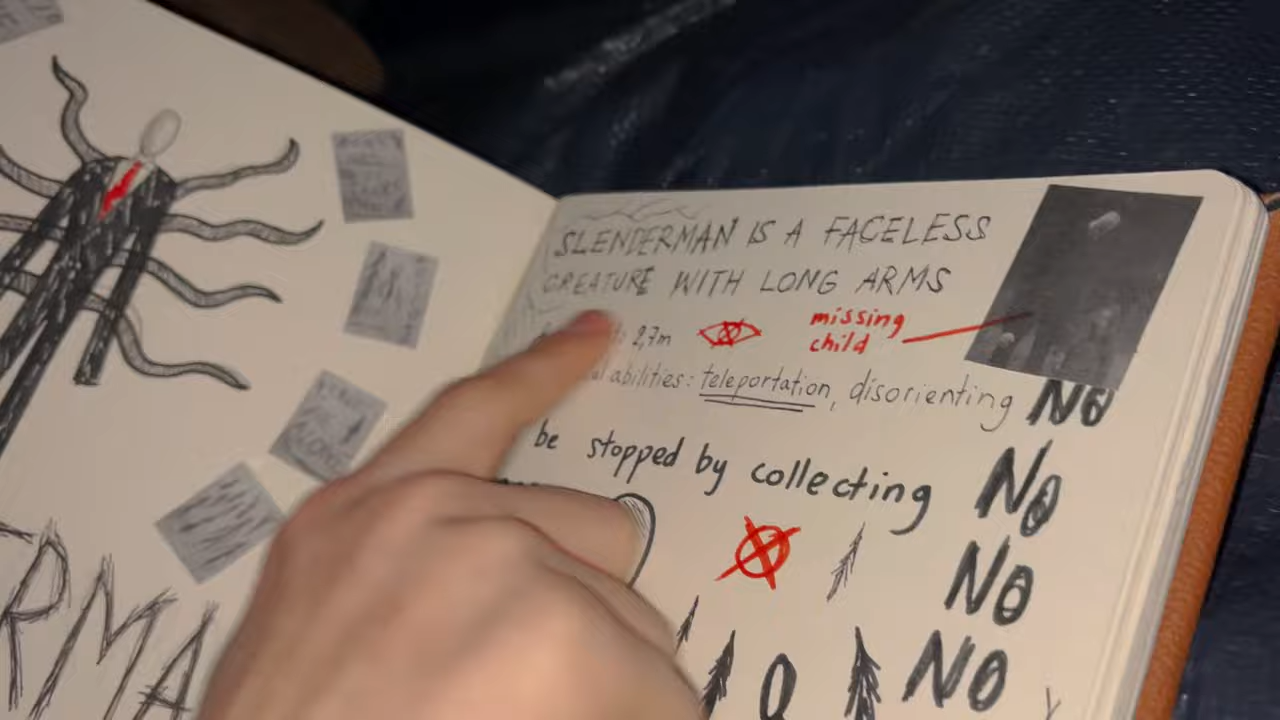 SLENDERMAN IS A FACELESS
CREATURE WITH LONG ARMS
2,7m
missing
child
abilities: teleportation, disorienting
be stopped by collecting
NO
NO
NO
NO